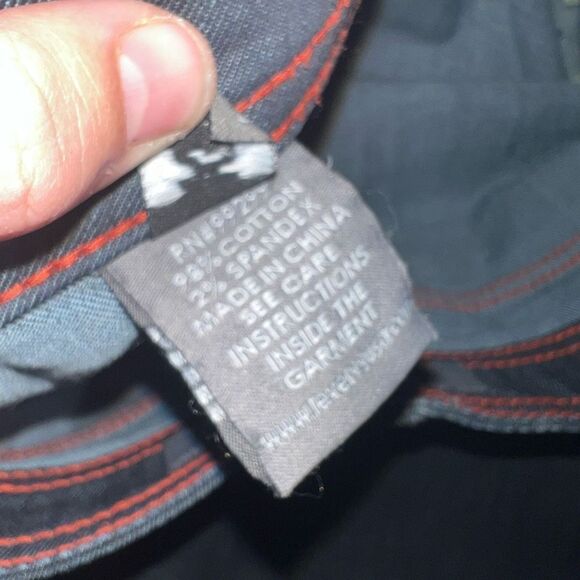 98% COTTON
2% SPANDEX
MADE IN CHINA
SEE CARE
INSTRUCTIONS
INSIDE THE
GARMENT